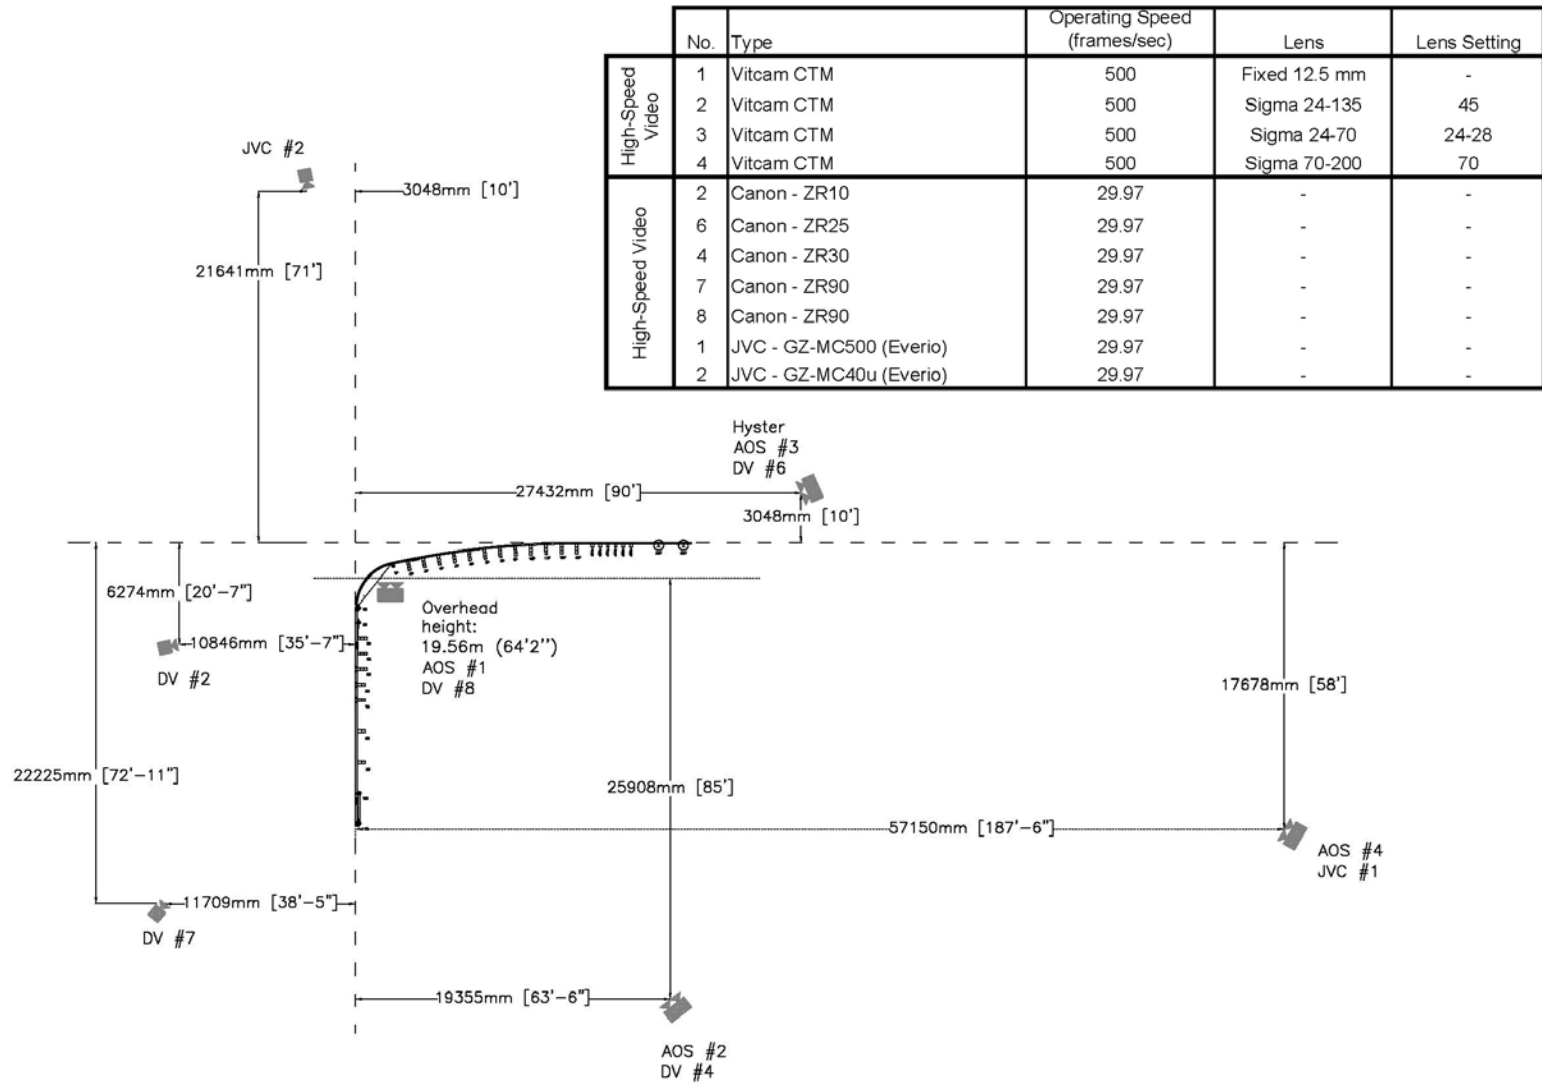 Operating Speed
No. Type (frames/sec) Lens Lens Setting
High-Speed
Video
1 Vitcam CTM 500 Fixed 12.5 mm -
2 Vitcam CTM 500 Sigma 24-135 45
3 Vitcam CTM 500 Sigma 24-70 24-28
4 Vitcam CTM 500 Sigma 70-200 70
High-Speed Video
2 Canon - ZR10 29.97 - -
6 Canon - ZR25 29.97 - -
4 Canon - ZR30 29.97 - -
7 Canon - ZR90 29.97 - -
8 Canon - ZR90 29.97 - -
1 JVC - GZ-MC500 (Everio) 29.97 - -
2 JVC - GZ-MC40u (Everio) 29.97 - -
JVC #2
3048mm [10']
21641mm [71']
Hyster
AOS #3
DV #6
27432mm [90']
3048mm [10']
6274mm [20'-7"]
10846mm [35'-7"]
DV #2
Overhead
height:
19.56m (64'2'')
AOS #1
DV #8
17678mm [58']
22225mm [72'-11"]
25908mm [85']
57150mm [187'-6"]
AOS #4
JVC #1
11709mm [38'-5"]
DV #7
19355mm [63'-6"]
AOS #2
DV #4